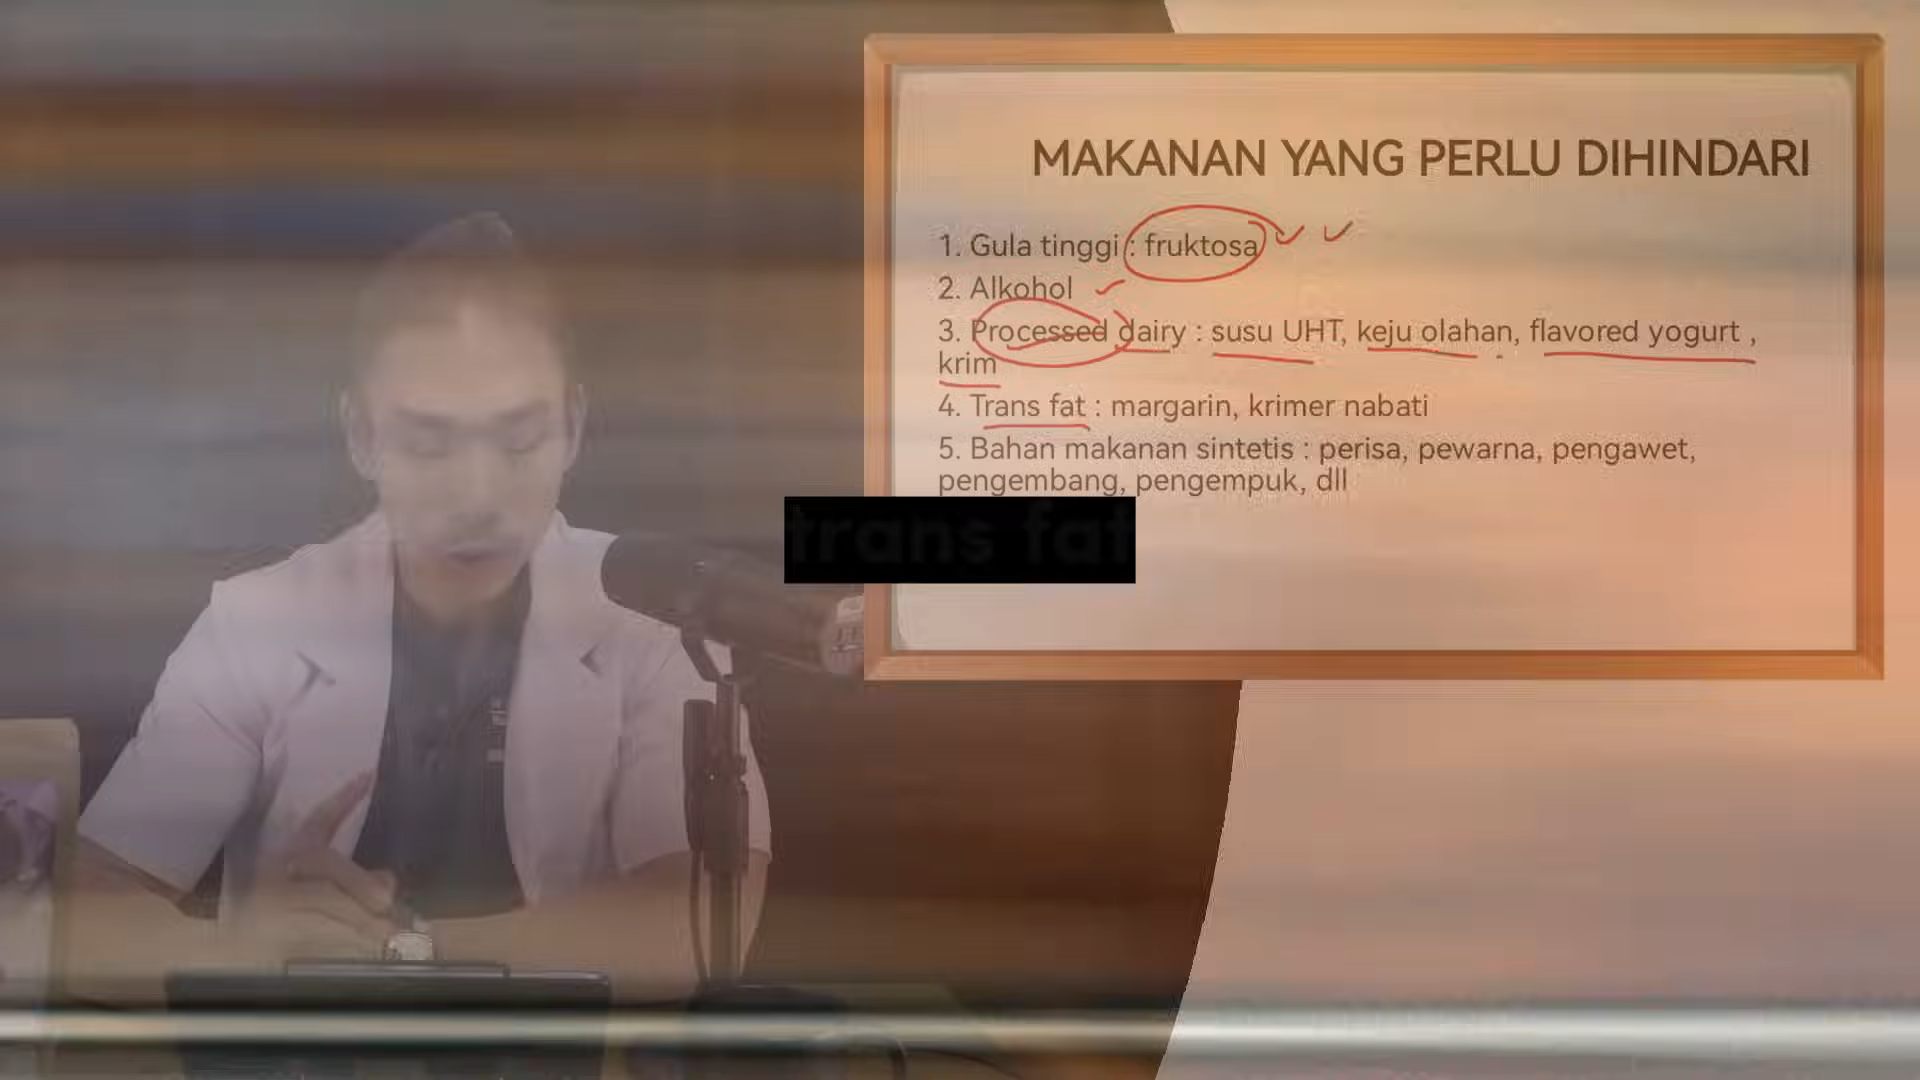 MAKANAN YANG PERLU DIHINDARI
1. Gula tinggi : fruktosa
2. Alkohol
3. Processed dairy : susu UHT, keju olahan, flavored yogurt ,
krim
4. Trans fat : margarin, krimer nabati
5. Bahan makanan sintetis : perisa, pewarna, pengawet,
pengembang, pengempuk, dll
trans fat